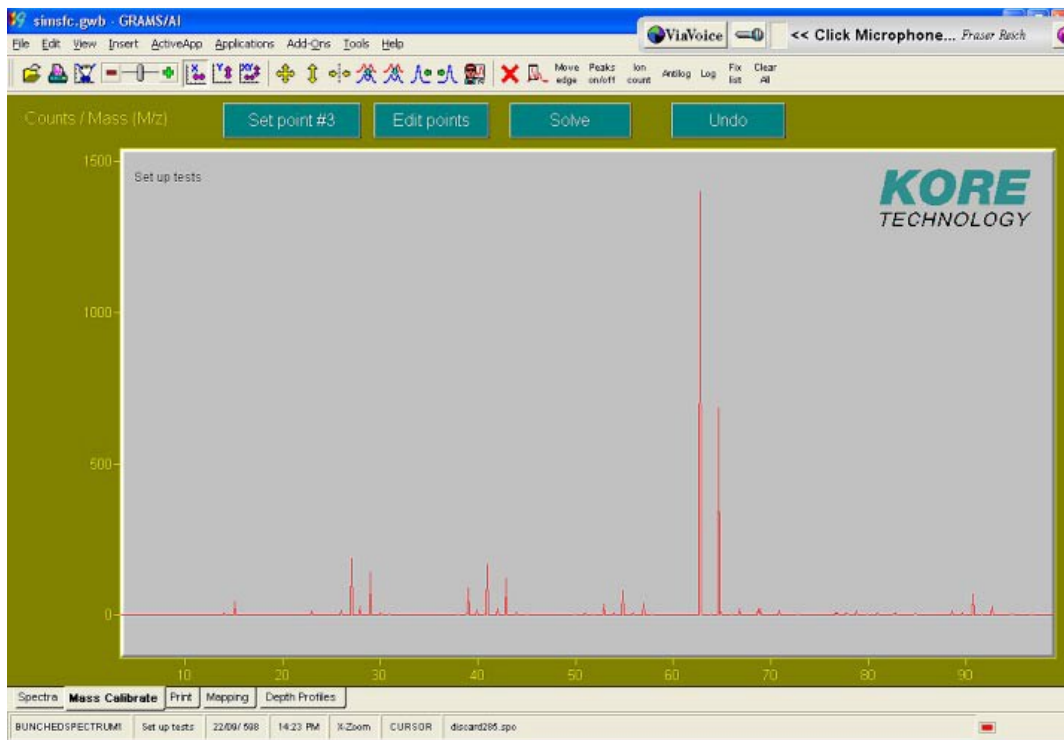 simsfc.gwb - GRAMS/AI
ViaVoice << Click Microphone... Fraser Reich
File Edit View Insert ActiveApp Applications Add-Ons Tools Help
Move edge Peaks on/off Ion count Antilog Log Fix list Clear All
Counts / Mass (M/z) Set point #3 Edit points Solve Undo
1500
Set up tests
KORE
TECHNOLOGY
1000
500
0
10 20 30 40 50 60 70 80 90
Spectra Mass Calibrate Print Mapping Depth Profiles
Set up tests 14:23 PM X-Zoom CURSOR discard285.spc